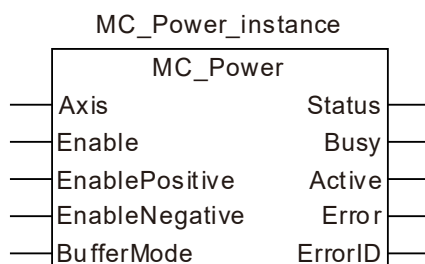 MC_Power_instance
MC_Power
Axis Status
Enable Busy
EnablePositive Active
EnableNegative Error
BufferMode ErrorID